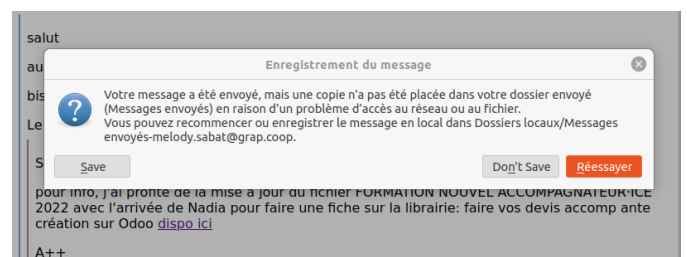 salut
au
Enregistrement du message
bis
Votre message a été envoyé, mais une copie n'a pas été placée dans votre dossier envoyé
(Messages envoyés) en raison d'un problème d'accès au réseau ou au fichier.
Le
Vous pouvez recommencer ou enregistrer le message en local dans Dossiers locaux/Messages
envoyés-melody.sabat@grap.coop.
S
Save
Don't Save
Réessayer
pour info, j'ai profité de la mise à jour du fichier FORMATION NOUVEL ACCOMPAGNATEUR·ICE
2022 avec l'arrivée de Nadia pour faire une fiche sur la librairie: faire vos devis accomp ante
création sur Odoo dispo ici
A++